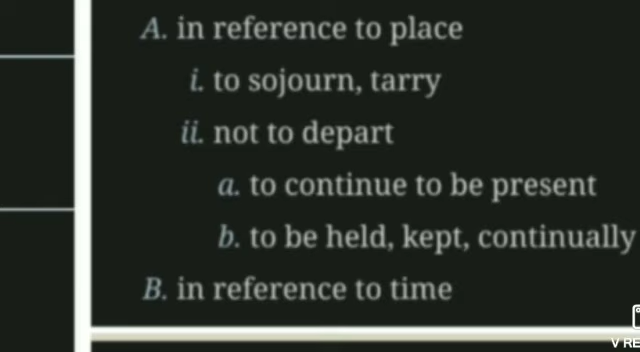 A. in reference to place
i. to sojourn, tarry
ii. not to depart
a. to continue to be present
b. to be held, kept, continually
B. in reference to time
V RE